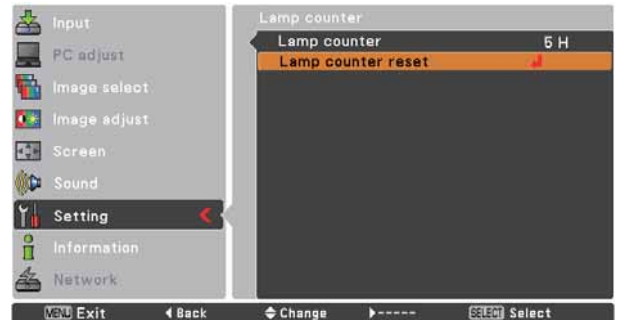 Input
PC adjust
Image select
Image adjust
Screen
Sound
Setting
Information
Network
Lamp counter
Lamp counter 5 H
Lamp counter reset
MENU Exit Back Change ----- SELECT Select